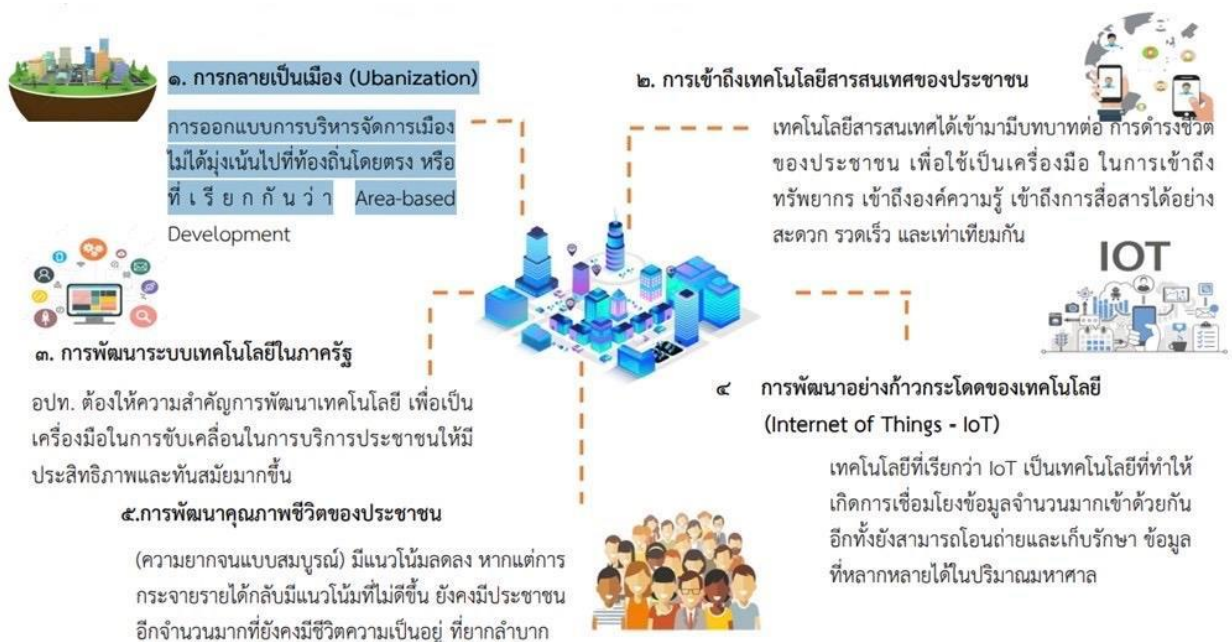 ๑. การกลายเป็นเมือง (Ubanization)
การออกแบบการบริหารจัดการเมือง
ไม่ได้มุ่งเน้นไปที่ท้องถิ่นโดยตรง หรือ
ที่เรียกกันว่า Area-based
Development
๒. การเข้าถึงเทคโนโลยีสารสนเทศของประชาชน
เทคโนโลยีสารสนเทศได้เข้ามามีบทบาทต่อ การดำรงชีวิต
ของประชาชน เพื่อใช้เป็นเครื่องมือ ในการเข้าถึง
ทรัพยากร เข้าถึงองค์ความรู้ เข้าถึงการสื่อสารได้อย่าง
สะดวก รวดเร็ว และเท่าเทียมกัน
IOT
๓. การพัฒนาระบบเทคโนโลยีในภาครัฐ
อปท. ต้องให้ความสำคัญการพัฒนาเทคโนโลยี เพื่อเป็น
เครื่องมือในการขับเคลื่อนในการบริการประชาชนให้มี
ประสิทธิภาพและทันสมัยมากขึ้น
๔ การพัฒนาอย่างก้าวกระโดดของเทคโนโลยี
(Internet of Things - IoT)
เทคโนโลยีที่เรียกว่า IoT เป็นเทคโนโลยีที่ทำให้
เกิดการเชื่อมโยงข้อมูลจำนวนมากเข้าด้วยกัน
อีกทั้งยังสามารถโอนถ่ายและเก็บรักษา ข้อมูล
ที่หลากหลายได้ในปริมาณมหาศาล
๕.การพัฒนาคุณภาพชีวิตของประชาชน
(ความยากจนแบบสมบูรณ์) มีแนวโน้มลดลง หากแต่การ
กระจายรายได้กลับมีแนวโน้มที่ไม่ดีขึ้น ยังคงมีประชาชน
อีกจำนวนมากที่ยังคงมีชีวิตความเป็นอยู่ ที่ยากลำบาก